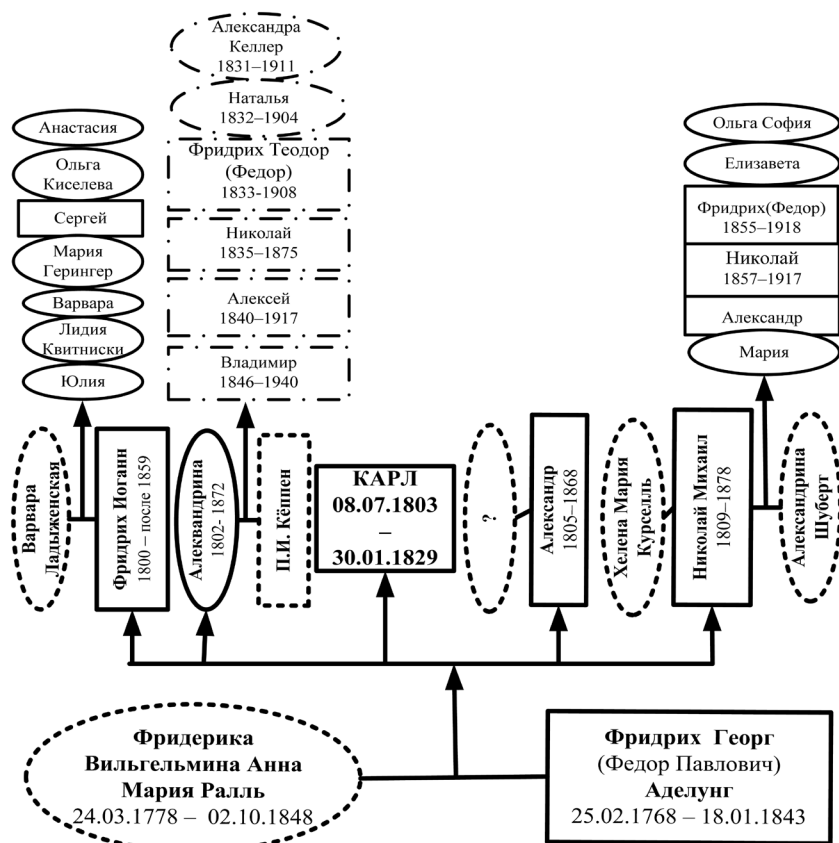 Александра
Келлер
1831–1911
Наталья
1832–1904
Фридрих Теодор
(Федор)
1833-1908
Николай
1835–1875
Алексей
1840–1917
Владимир
1846–1940
Анастасия
Ольга
Киселева
Сергей
Мария
Герингер
Варвара
Лидия
Квитниски
Юлия
Ольга София
Елизавета
Фридрих(Федор)
1855–1918
Николай
1857–1917
Александр
Мария
Варвара
Ладыженская
Фридрих Иоганн
1800 – после 1859
Алеквандрина
1802- 1872
П.И. Кёппен
КАРЛ
08.07.1803
–
30.01.1829
?
Александр
1805–1868
Хелена Мария
Курселль
Николай Михаил
1809–1878
Александрина
Шуберт
Фридерика
Вильгельмина Анна
Мария Ралль
24.03.1778 – 02.10.1848
Фридрих Георг
(Федор Павлович)
Аделунг
25.02.1768 – 18.01.1843